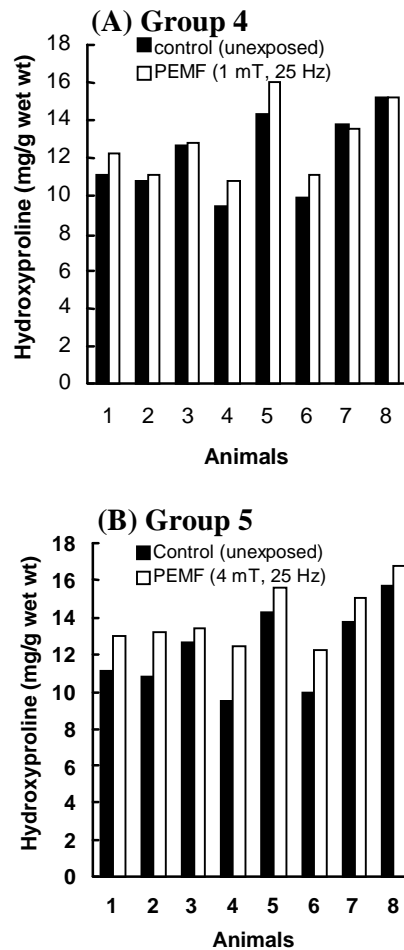 (A) Group 4
control (unexposed)
PEMF (1 mT, 25 Hz)
Hydroxyproline (mg/g wet wt)
18
16
14
12
10
8
6
4
2
0
1 2 3 4 5 6 7 8
Animals
(B) Group 5
Control (unexposed)
PEMF (4 mT, 25 Hz)
Hydroxyproline (mg/g wet wt)
18
16
14
12
10
8
6
4
2
0
1 2 3 4 5 6 7 8
Animals